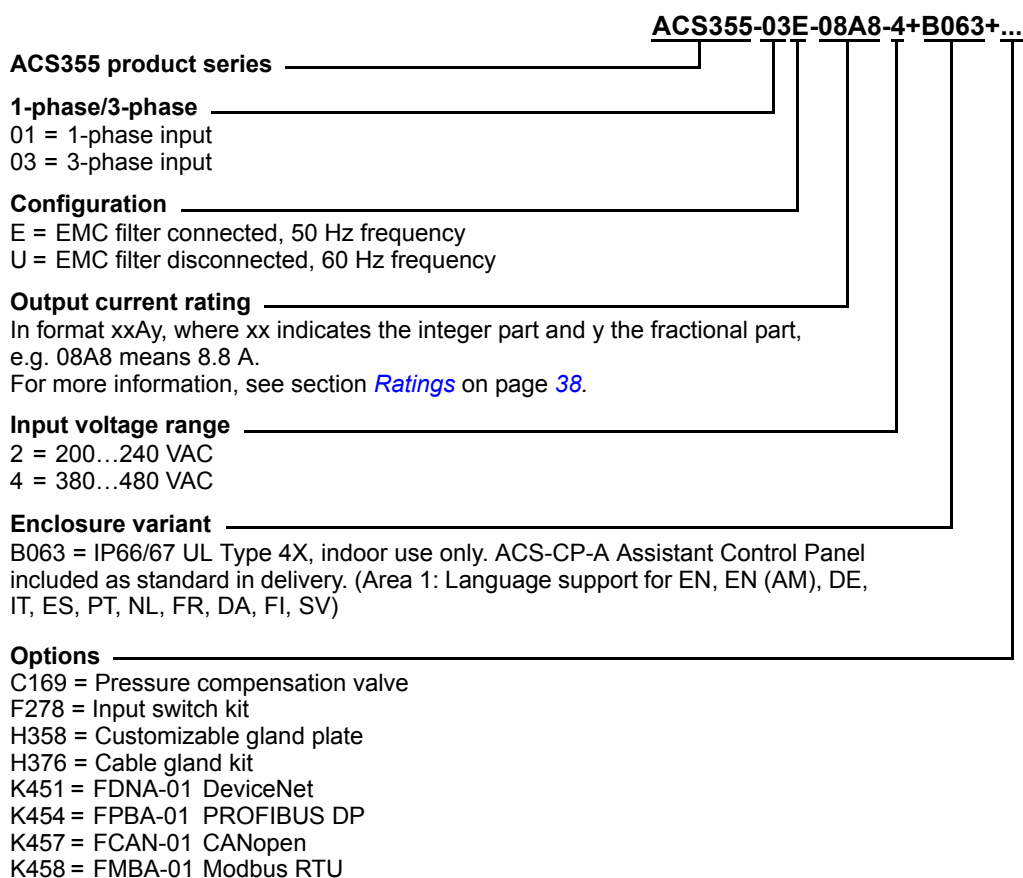 ACS355-03E-08A8-4+B063+...
ACS355 product series
1-phase/3-phase
01 = 1-phase input
03 = 3-phase input
Configuration
E = EMC filter connected, 50 Hz frequency
U = EMC filter disconnected, 60 Hz frequency
Output current rating
In format xxAy, where xx indicates the integer part and y the fractional part,
e.g. 08A8 means 8.8 A.
For more information, see section Ratings on page 38.
Input voltage range
2 = 200…240 VAC
4 = 380…480 VAC
Enclosure variant
B063 = IP66/67 UL Type 4X, indoor use only. ACS-CP-A Assistant Control Panel
included as standard in delivery. (Area 1: Language support for EN, EN (AM), DE,
IT, ES, PT, NL, FR, DA, FI, SV)
Options
C169 = Pressure compensation valve
F278 = Input switch kit
H358 = Customizable gland plate
H376 = Cable gland kit
K451 = FDNA-01 DeviceNet
K454 = FPBA-01 PROFIBUS DP
K457 = FCAN-01 CANopen
K458 = FMBA-01 Modbus RTU